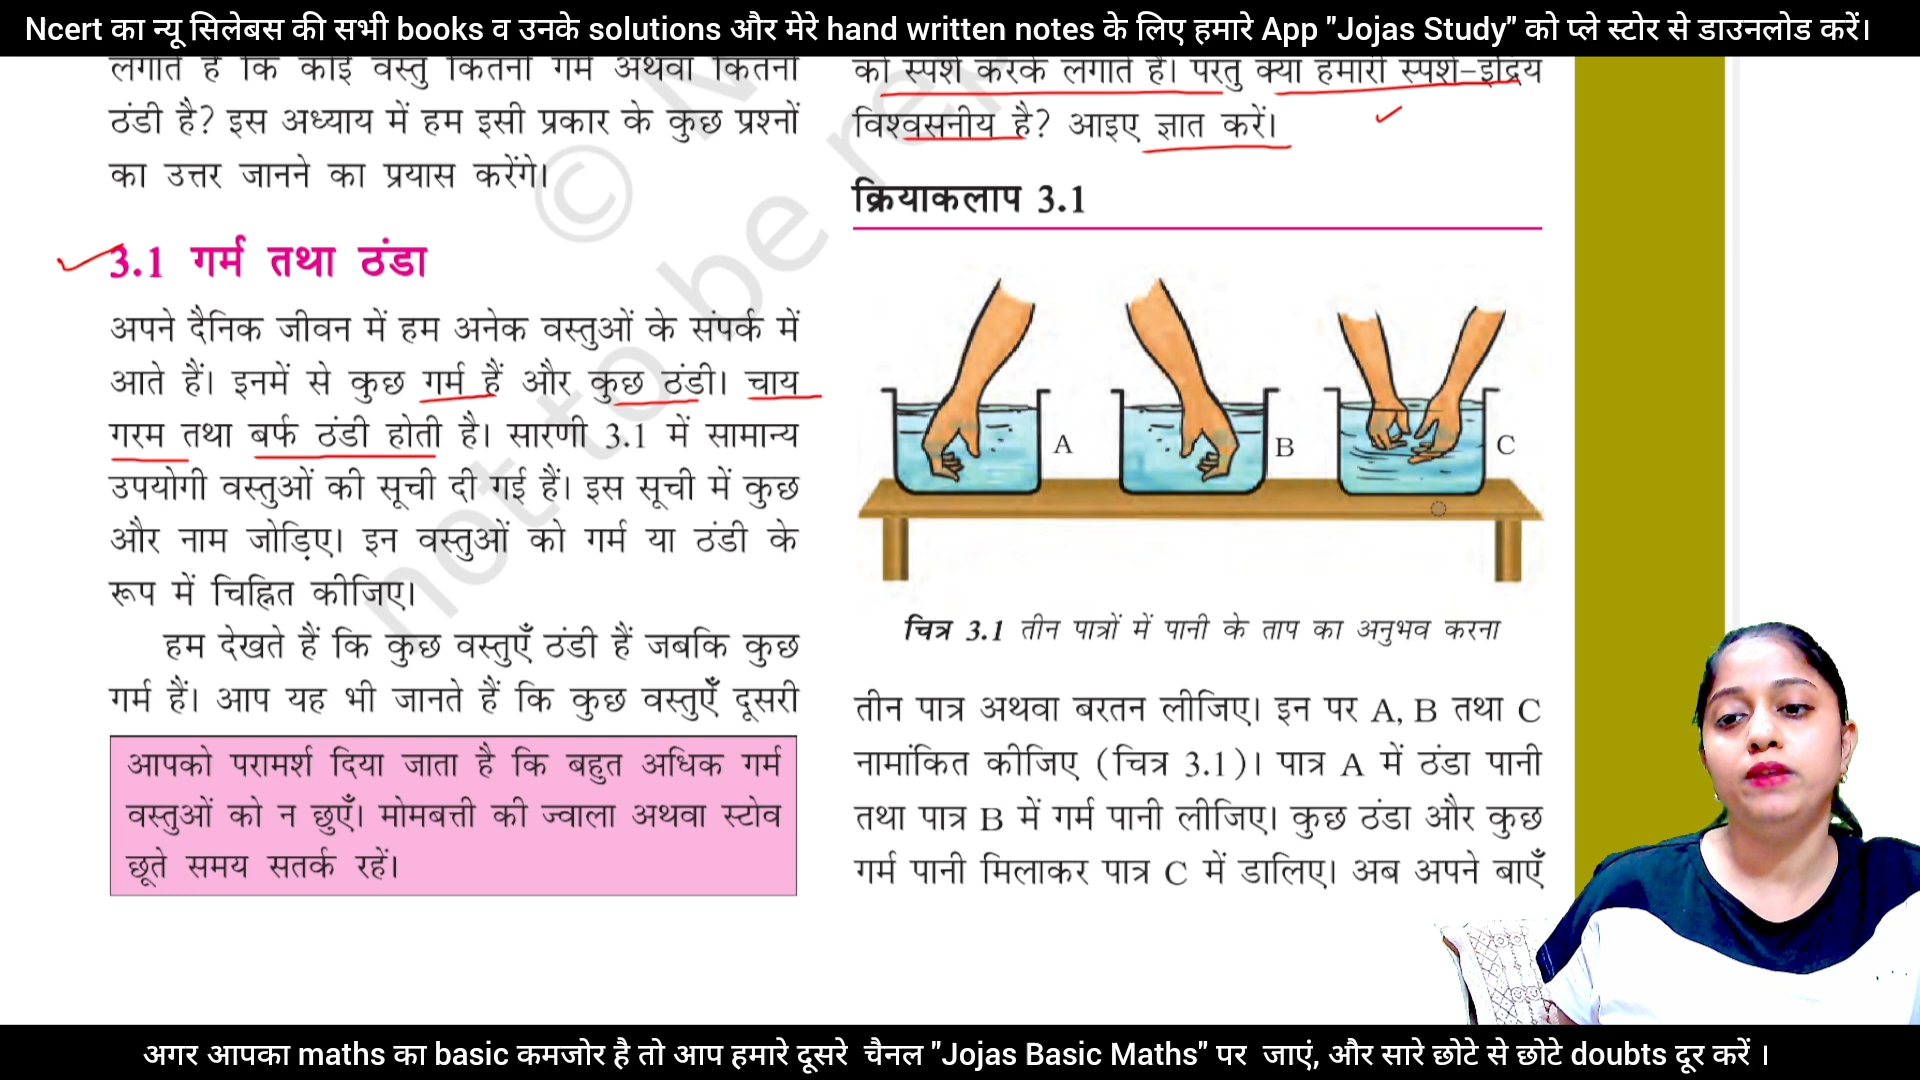 Ncert का न्यू सिलेबस की सभी books व उनके solutions और मेरे hand written notes के लिए हमारे App "Jojas Study" को प्ले स्टोर से डाउनलोड करें।
लगाते हैं कि कोई वस्तु कितनी गर्म अथवा कितनी
ठंडी है? इस अध्याय में हम इसी प्रकार के कुछ प्रश्नों
का उत्तर जानने का प्रयास करेंगे।
3.1 गर्म तथा ठंडा
अपने दैनिक जीवन में हम अनेक वस्तुओं के संपर्क में
आते हैं। इनमें से कुछ गर्म हैं और कुछ ठंडी। चाय
गरम तथा बर्फ ठंडी होती है। सारणी 3.1 में सामान्य
उपयोगी वस्तुओं की सूची दी गई हैं। इस सूची में कुछ
और नाम जोड़िए। इन वस्तुओं को गर्म या ठंडी के
रूप में चिह्नित कीजिए।
हम देखते हैं कि कुछ वस्तुएँ ठंडी हैं जबकि कुछ
गर्म हैं। आप यह भी जानते हैं कि कुछ वस्तुएँ दूसरी
आपको परामर्श दिया जाता है कि बहुत अधिक गर्म
वस्तुओं को न छुएँ। मोमबत्ती की ज्वाला अथवा स्टोव
छूते समय सतर्क रहें।
को स्पर्श करके लगाते हैं। परंतु क्या हमारी स्पर्श-इंद्रिय
विश्वसनीय है? आइए ज्ञात करें।
क्रियाकलाप 3.1
A
B
C
चित्र 3.1 तीन पात्रों में पानी के ताप का अनुभव करना
तीन पात्र अथवा बरतन लीजिए। इन पर A, B तथा C
नामांकित कीजिए (चित्र 3.1)। पात्र A में ठंडा पानी
तथा पात्र B में गर्म पानी लीजिए। कुछ ठंडा और कुछ
गर्म पानी मिलाकर पात्र C में डालिए। अब अपने बाएँ
©
not to be
अगर आपका maths का basic कमजोर है तो आप हमारे दूसरे चैनल "Jojas Basic Maths" पर जाएं, और सारे छोटे से छोटे doubts दूर करें ।